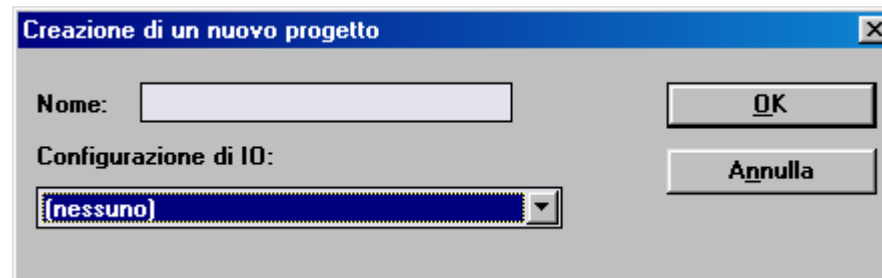 Creazione di un nuovo progetto
Nome:
OK
Configurazione di IO:
Annulla
(nessuno)